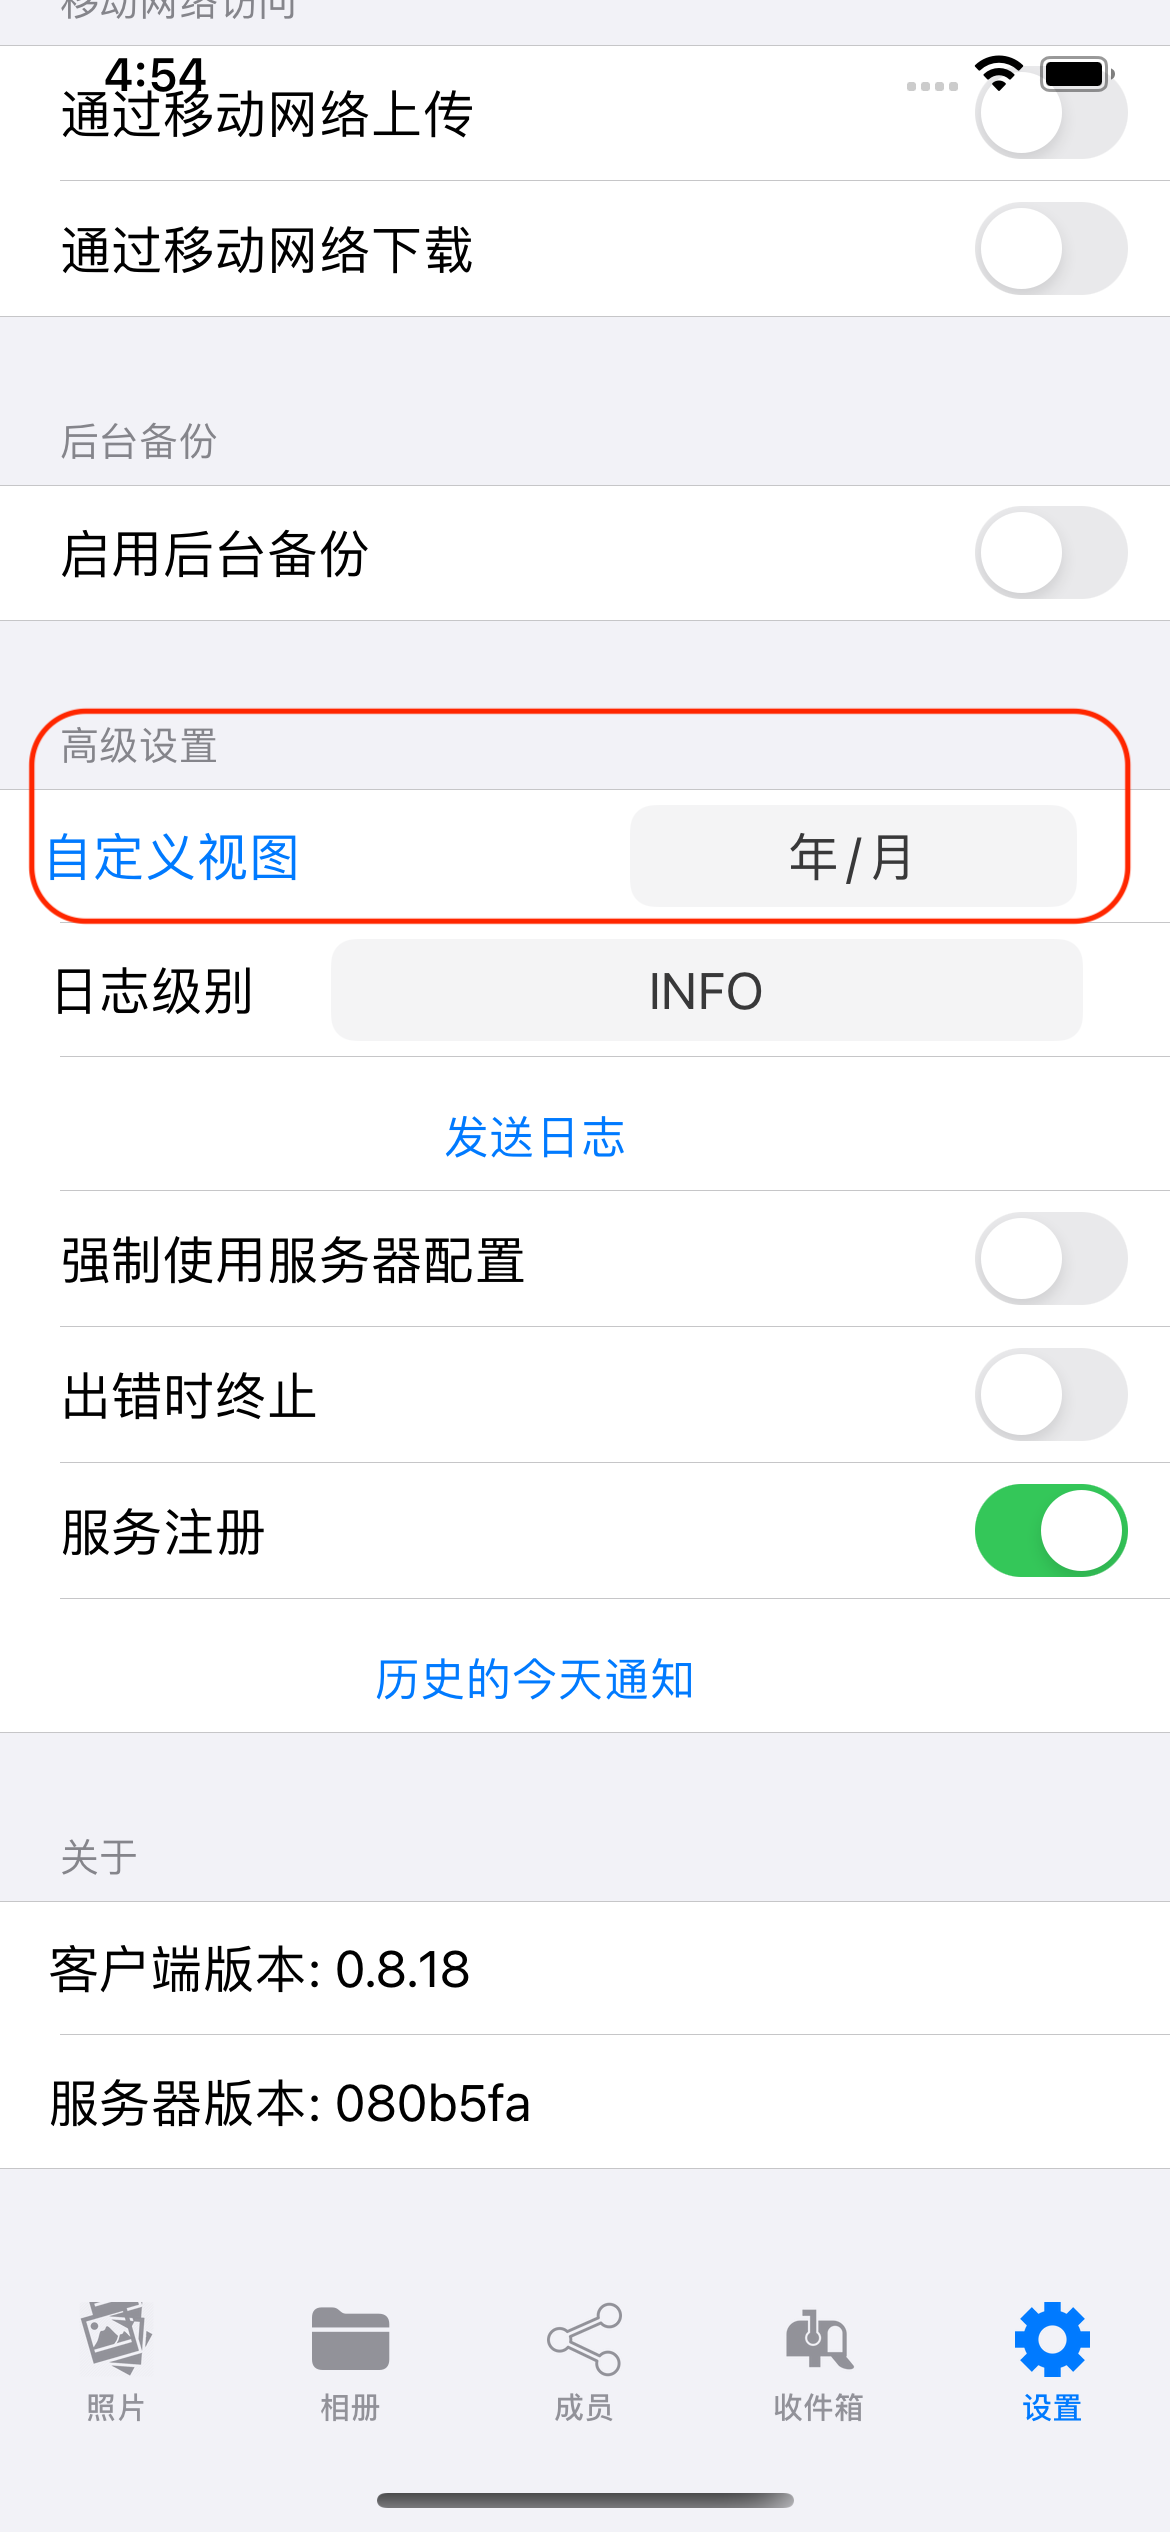 移动网络访问
4:54
通过移动网络上传
通过移动网络下载
后台备份
启用后台备份
高级设置
自定义视图 年/月
日志级别 INFO
发送日志
强制使用服务器配置
出错时终止
服务注册
历史的今天通知
关于
客户端版本: 0.8.18
服务器版本: 080b5fa
照片 相册 成员 收件箱 设置